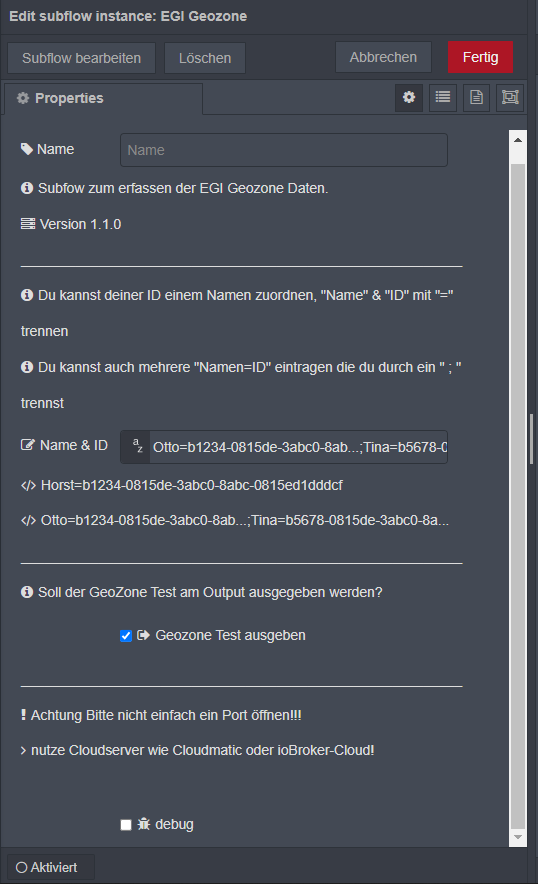 Edit subflow instance: EGI Geozone
Subflow bearbeiten Löschen Abbrechen Fertig
Properties
Name Name
Subfow zum erfassen der EGI Geozone Daten.
Version 1.1.0
Du kannst deiner ID einem Namen zuordnen, "Name" & "ID" mit "="
trennen
Du kannst auch mehrere "Namen=ID" eintragen die du durch ein " ; "
trennst
Name & ID Otto=b1234-0815de-3abc0-8ab...;Tina=b5678-0
Horst=b1234-0815de-3abc0-8abc-0815ed1dddcf
Otto=b1234-0815de-3abc0-8ab...;Tina=b5678-0815de-3abc0-8a...
Soll der GeoZone Test am Output ausgegeben werden?
Geozone Test ausgeben
! Achtung Bitte nicht einfach ein Port öffnen!!!
> nutze Cloudserver wie Cloudmatic oder ioBroker-Cloud!
debug
Aktiviert